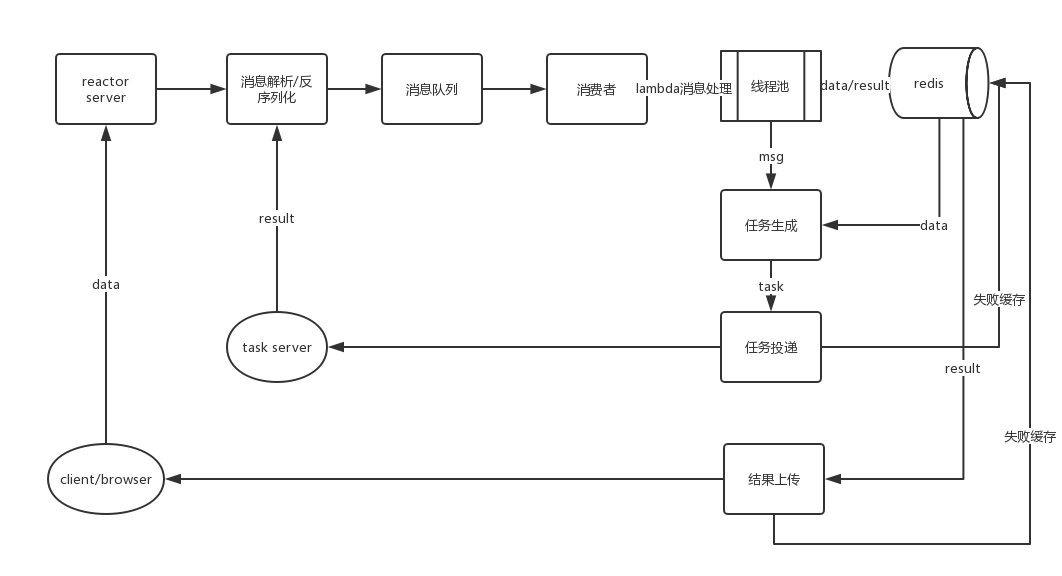 reactor
server
消息解析/反
序列化
消息队列
消费者
lambda消息处理
线程池
data/result
redis
msg
任务生成
data
result
data
task
失败缓存
task server
任务投递
result
失败缓存
client/browser
结果上传